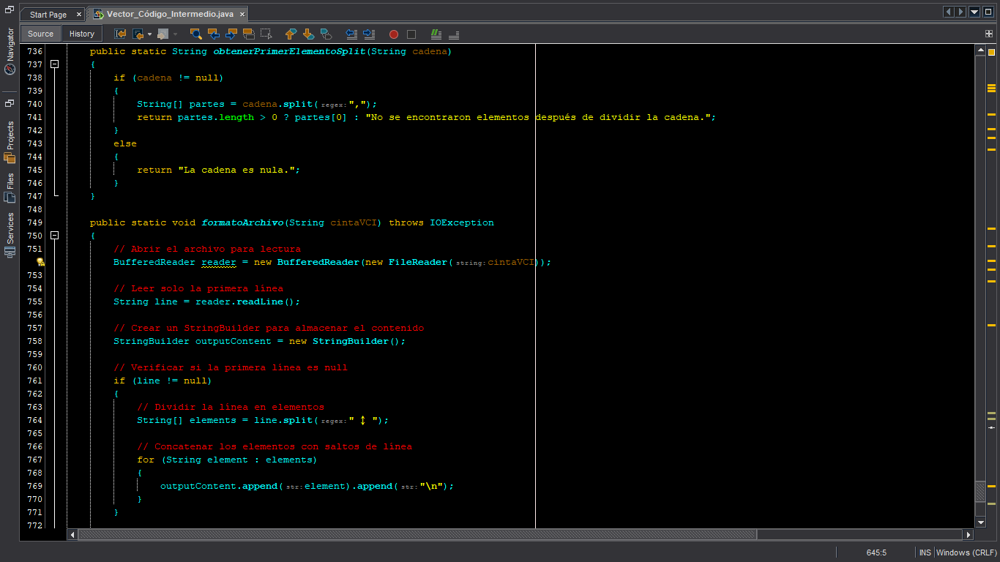 Start Page ×
Vector_Código_Intermedio.java ×
Source History
Navigator
Projects
Files
Services
736 public static String obtenerPrimerElementoSplit(String cadena)
737 {
738 if (cadena != null)
739 {
740 String[] partes = cadena.split(regex:",");
741 return partes.length > 0 ? partes[0] : "No se encontraron elementos después de dividir la cadena.";
742 }
743 else
744 {
745 return "La cadena es nula.";
746 }
747 }
748
749 public static void formatoArchivo(String cintaVCI) throws IOException
750 {
751 // Abrir el archivo para lectura
BufferedReader reader = new BufferedReader(new FileReader(string:cintaVCI));
753
754 // Leer solo la primera línea
755 String line = reader.readLine();
756
757 // Crear un StringBuilder para almacenar el contenido
758 StringBuilder outputContent = new StringBuilder();
759
760 // Verificar si la primera línea es null
761 if (line != null)
762 {
763 // Dividir la línea en elementos
764 String[] elements = line.split(regex:" ↕ ");
765
766 // Concatenar los elementos con saltos de línea
767 for (String element : elements)
768 {
769 outputContent.append(str:element).append(str:"\n");
770 }
771 }
772
645:5 INS Windows (CRLF)